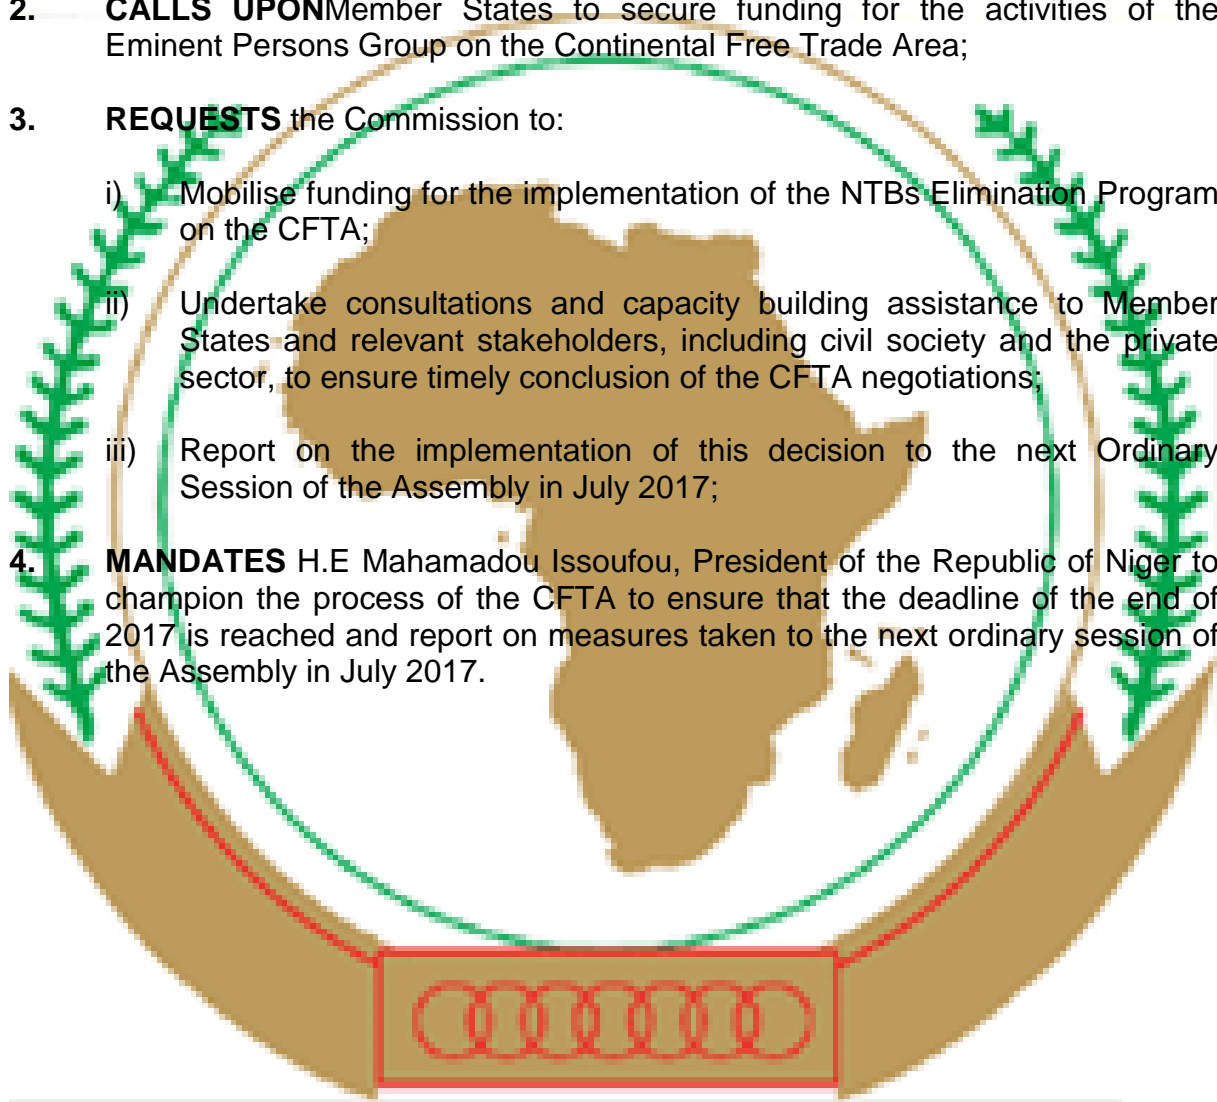 2. CALLS UPONMember States to secure funding for the activities of the
Eminent Persons Group on the Continental Free Trade Area;
3. REQUESTS the Commission to:
i) Mobilise funding for the implementation of the NTBs Elimination Program
on the CFTA;
ii) Undertake consultations and capacity building assistance to Member
States and relevant stakeholders, including civil society and the private
sector, to ensure timely conclusion of the CFTA negotiations;
iii) Report on the implementation of this decision to the next Ordinary
Session of the Assembly in July 2017;
4. MANDATES H.E Mahamadou Issoufou, President of the Republic of Niger to
champion the process of the CFTA to ensure that the deadline of the end of
2017 is reached and report on measures taken to the next ordinary session of
the Assembly in July 2017.